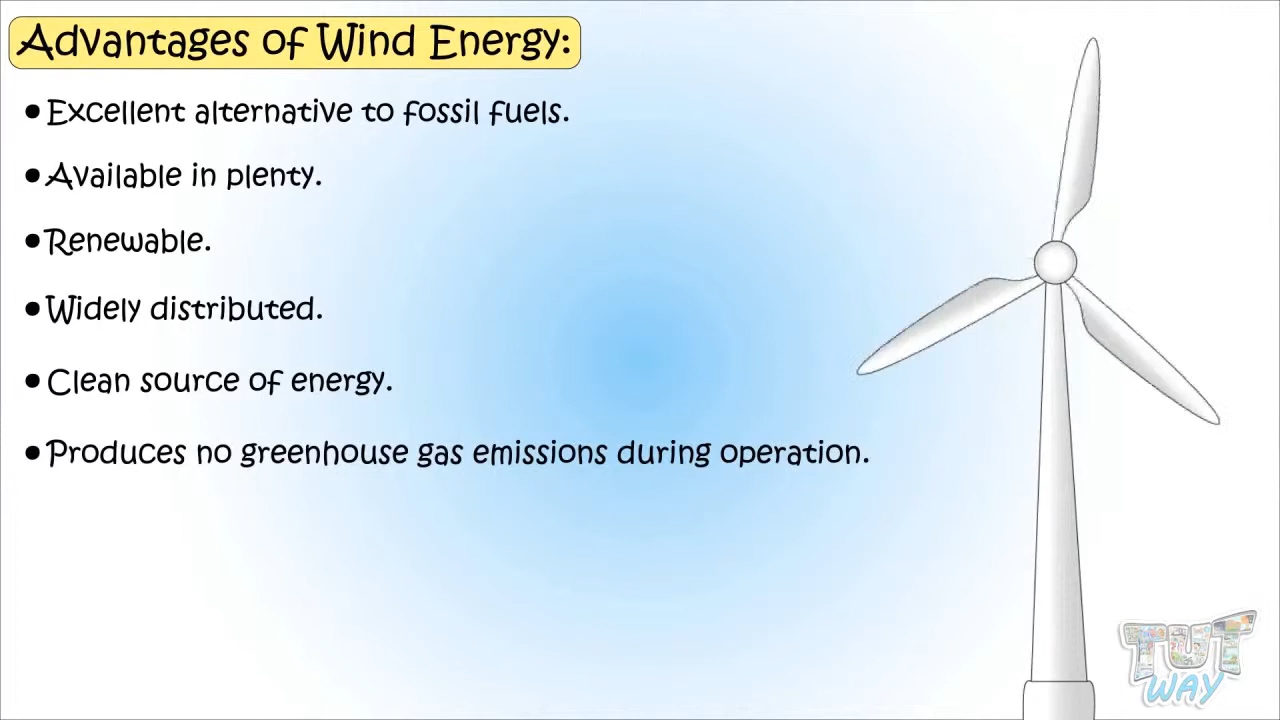 Advantages of Wind Energy:
• Excellent alternative to fossil fuels.
• Available in plenty.
• Renewable.
• Widely distributed.
• Clean source of energy.
• Produces no greenhouse gas emissions during operation.
TUT
WAY